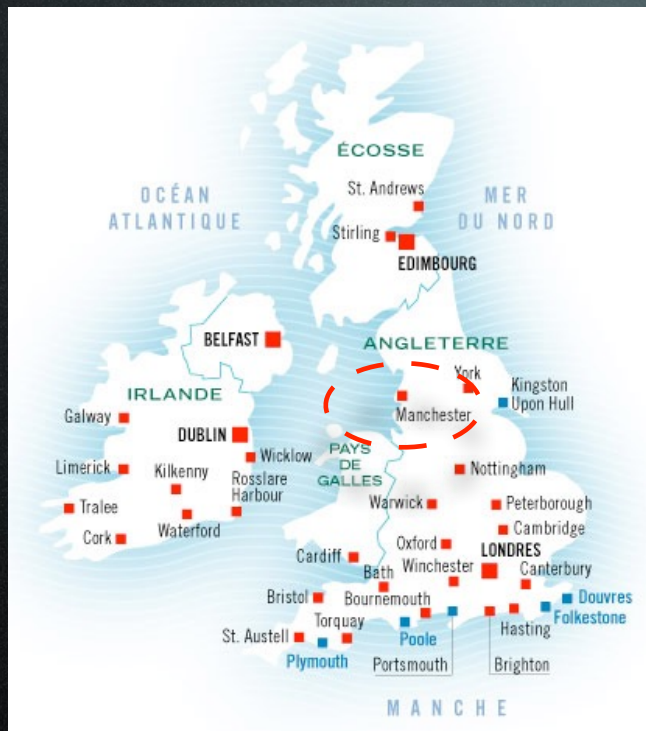 ÉCOSSE
OCÉAN
ATLANTIQUE
St. Andrews
MER
DU NORD
Stirling
EDIMBOURG
BELFAST
ANGLETERRE
York
IRLANDE
Kingston
Upon Hull
Galway
Manchester
DUBLIN
PAYS
DE
GALLES
Wicklow
Limerick
Kilkenny
Rosslare
Harbour
Nottingham
Tralee
Waterford
Warwick
Peterborough
Cork
Cambridge
Oxford
LONDRES
Cardiff
Winchester
Canterbury
Bath
Bristol
Bournemouth
Douvres
Folkestone
Torquay
St. Austell
Poole
Hasting
Plymouth
Portsmouth
Brighton
MANCHE